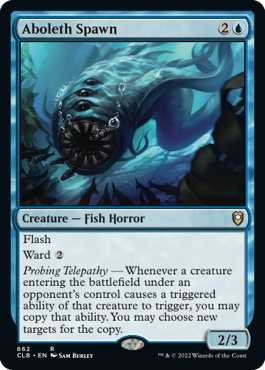 Aboleth Spawn 2
Creature — Fish Horror
Flash
Ward 2
Probing Telepathy — Whenever a creature
entering the battlefield under an
opponent's control causes a triggered
ability of that creature to trigger, you may
copy that ability. You may choose new
targets for the copy.
2/3
662 R
CLB • EN Sam Burley
™ & © 2022 Wizards of the Coast